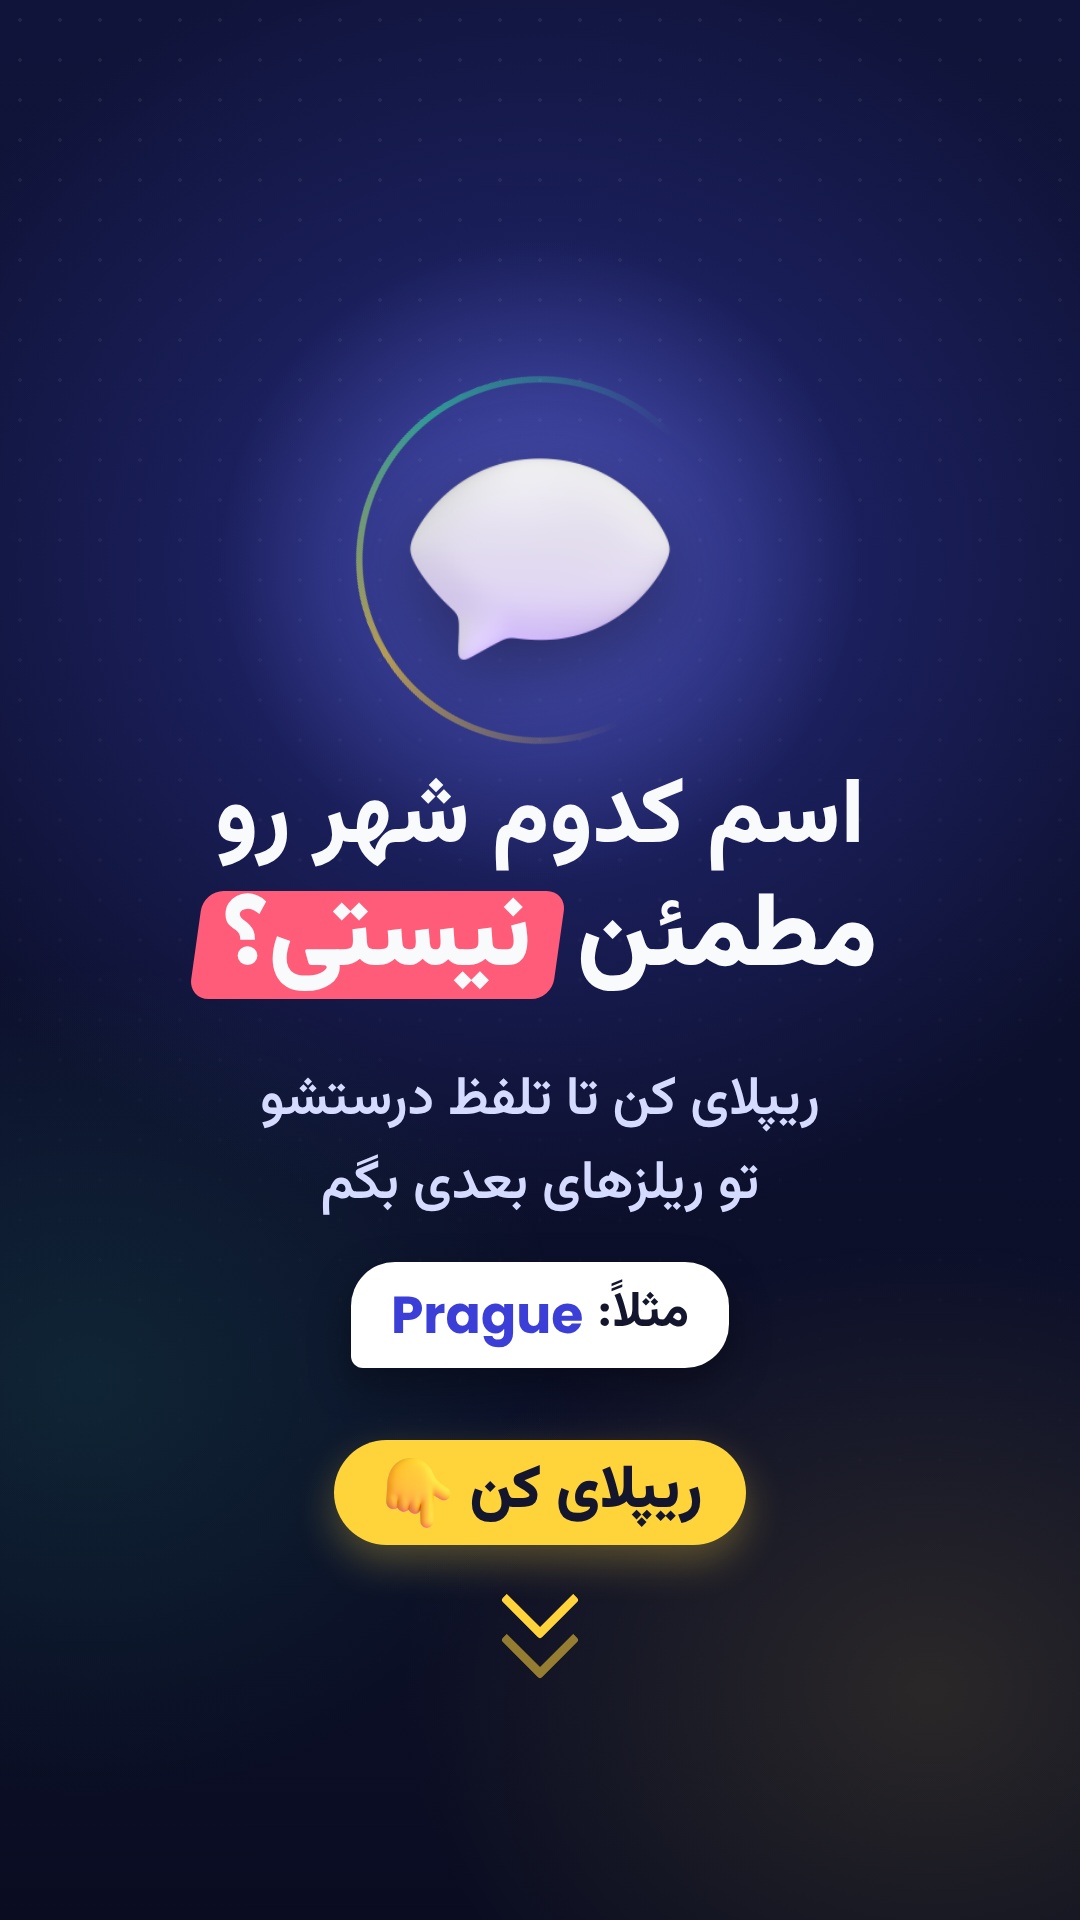 اسم کدوم شهر رو
مطمئن نیستی؟
ریپلای کن تا تلفظ درستشو
تو ریلزهای بعدی بگم
مثلاً: Prague
ریپلای کن 👇